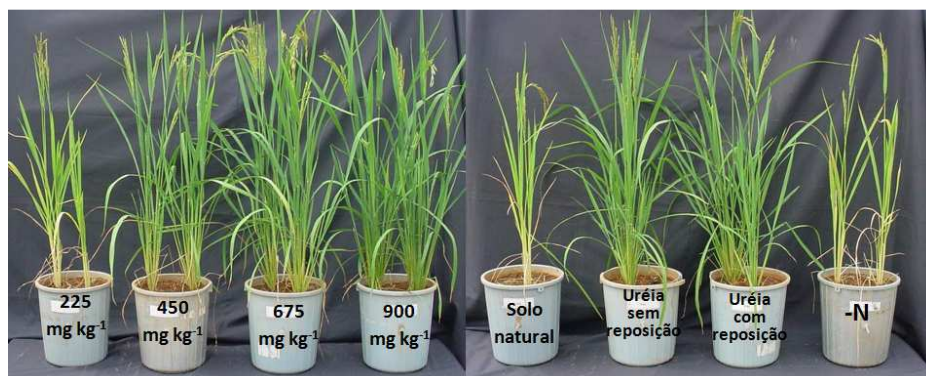 225
mg kg⁻¹
450
mg kg⁻¹
675
mg kg⁻¹
900
mg kg⁻¹
Solo
natural
Uréia
sem
reposição
Uréia
com
reposição
-N